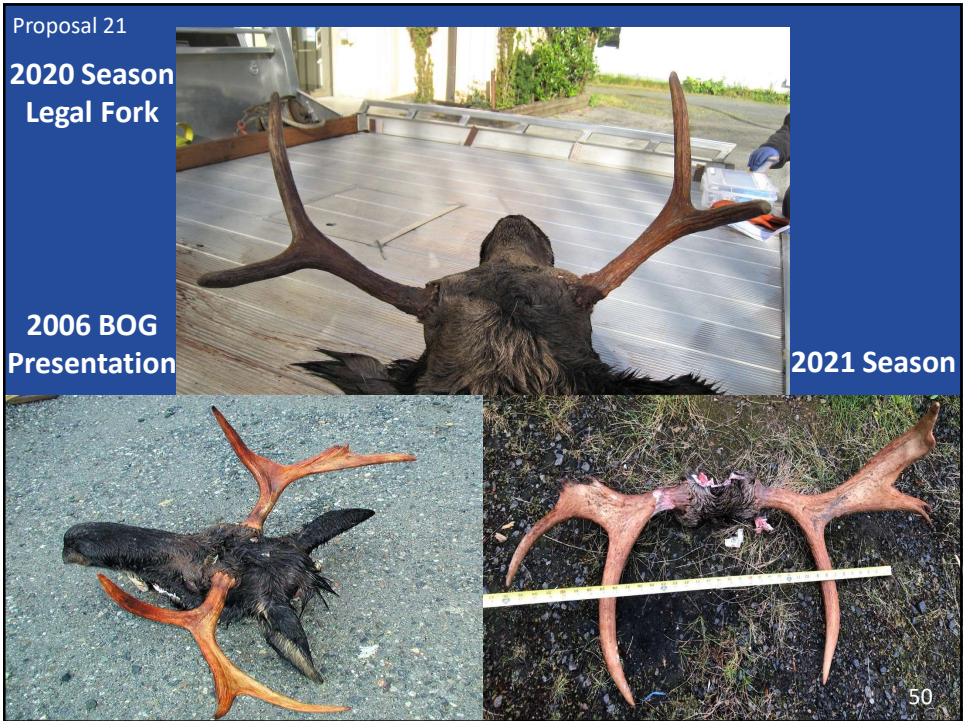 Proposal 21
2020 Season
Legal Fork
2006 BOG
Presentation
2021 Season
50